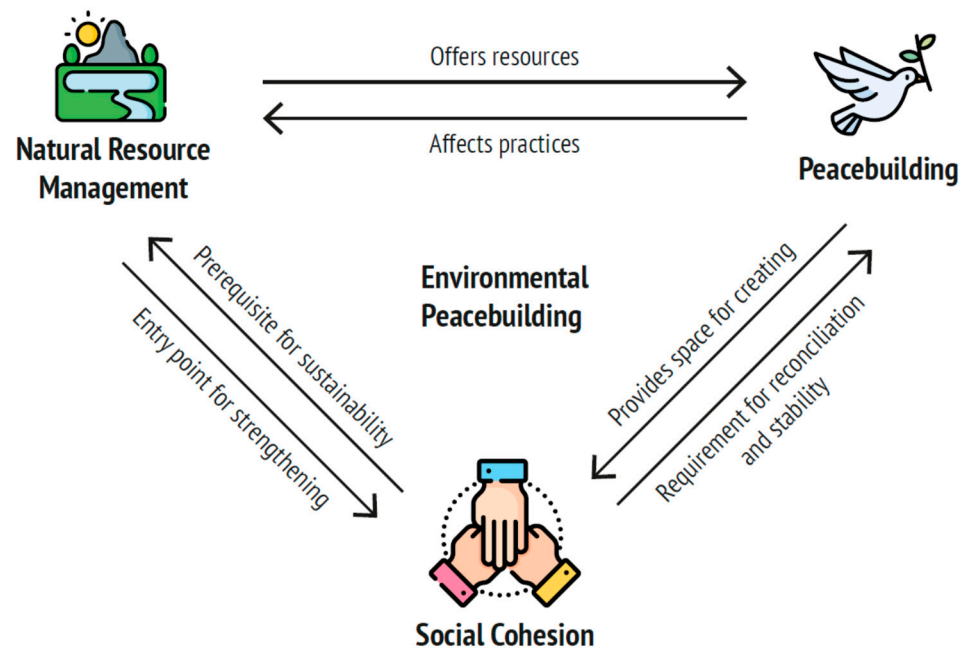 Offers resources
Affects practices
Natural Resource
Management
Peacebuilding
Environmental
Peacebuilding
Prerequisite for sustainability
Entry point for strengthening
Provides space for creating
Requirement for reconciliation
and stability
Social Cohesion